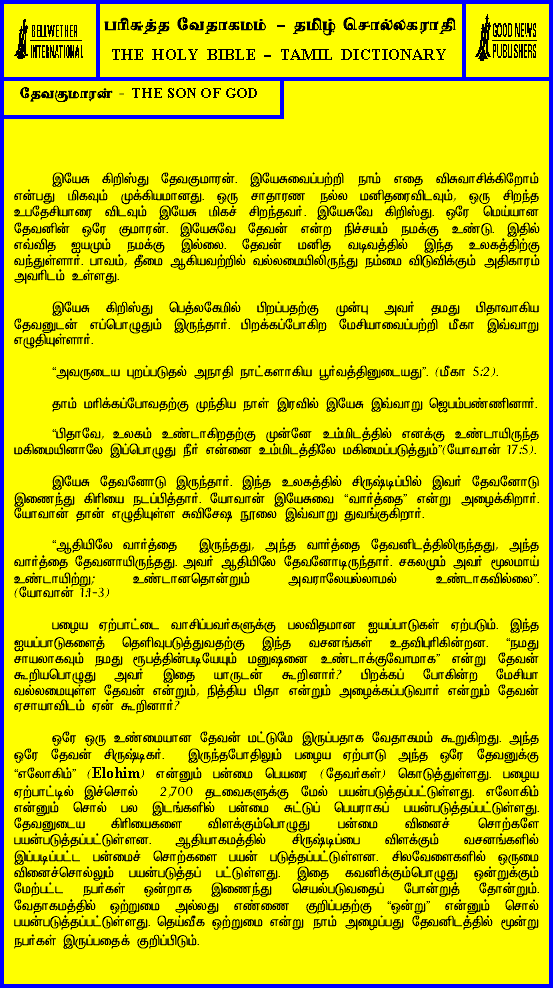 BELLWETHER
INTERNATIONAL
பரிசுத்த வேதாகமம் – தமிழ் சொல்லகராதி
THE HOLY BIBLE – TAMIL DICTIONARY
GOOD NEWS
PUBLISHERS
தேவகுமாரன் - THE SON OF GOD
இயேசு கிறிஸ்து தேவகுமாரன். இயேசுவைப்பற்றி நாம் எதை விசுவாசிக்கிறோம்
என்பது மிகவும் முக்கியமானது. ஒரு சாதாரண நல்ல மனிதரைவிடவும், ஒரு சிறந்த
உபதேசியாரை விடவும் இயேசு மிகச் சிறந்தவர். இயேசுவே கிறிஸ்து. ஒரே மெய்யான
தேவனின் ஒரே குமாரன். இயேசுவே தேவன் என்ற நிச்சயம் நமக்கு உண்டு. இதில்
எவ்வித ஐயமும் நமக்கு இல்லை. தேவன் மனித வடிவத்தில் இந்த உலகத்திற்கு
வந்துள்ளார். பாவம், தீமை ஆகியவற்றில் வல்லமையிலிருந்து நம்மை விடுவிக்கும் அதிகாரம்
அவரிடம் உள்ளது.
இயேசு கிறிஸ்து பெத்லகேமில் பிறப்பதற்கு முன்பு அவர் தமது பிதாவாகிய
தேவனுடன் எப்பொழுதும் இருந்தார். பிறக்கப்போகிற மேசியாவைப்பற்றி மீகா இவ்வாறு
எழுதியுள்ளார்.
“அவருடைய புறப்படுதல் அநாதி நாட்களாகிய பூர்வத்தினுடையது”. (மீகா 5:2).
தாம் மரிக்கப்போவதற்கு முந்திய நாள் இரவில் இயேசு இவ்வாறு ஜெபம்பண்ணினார்.
“பிதாவே, உலகம் உண்டாகிறதற்கு முன்னே உம்மிடத்தில் எனக்கு உண்டாயிருந்த
மகிமையினாலே இப்பொழுது நீர் என்னை உம்மிடத்திலே மகிமைப்படுத்தும்”(யோவான் 17:5).
இயேசு தேவனோடு இருந்தார். இந்த உலகத்தில் சிருஷ்டிப்பில் இவர் தேவனோடு
இணைந்து கிரியை நடப்பித்தார். யோவான் இயேசுவை “வார்த்தை” என்று அழைக்கிறார்.
யோவான் தான் எழுதியுள்ள சுவிசேஷ நூலை இவ்வாறு துவங்குகிறார்.
“ஆதியிலே வார்த்தை இருந்தது, அந்த வார்த்தை தேவனிடத்திலிருந்தது, அந்த
வார்த்தை தேவனாயிருந்தது. அவர் ஆதியிலே தேவனோடிருந்தார். சகலமும் அவர் மூலமாய்
உண்டாயிற்று; உண்டானதொன்றும் அவராலேயல்லாமல் உண்டாகவில்லை”.
(யோவான் 1:1-3)
பழைய ஏற்பாட்டை வாசிப்பவர்களுக்கு பலவிதமான ஐயப்பாடுகள் ஏற்படும். இந்த
ஐயப்பாடுகளைத் தெளிவுபடுத்துவதற்கு இந்த வசனங்கள் உதவிபுரிகின்றன. “நமது
சாயலாகவும் நமது ரூபத்தின்படியேயும் மனுஷனை உண்டாக்குவோமாக” என்று தேவன்
கூறியபொழுது அவர் இதை யாருடன் கூறினார்? பிறக்கப் போகின்ற மேசியா
வல்லமையுள்ள தேவன் என்றும், நித்திய பிதா என்றும் அழைக்கப்படுவார் என்றும் தேவன்
ஏசாயாவிடம் ஏன் கூறினார்?
ஒரே ஒரு உண்மையான தேவன் மட்டுமே இருப்பதாக வேதாகமம் கூறுகிறது. அந்த
ஒரே தேவன் சிருஷ்டிகர். இருந்தபோதிலும் பழைய ஏற்பாடு அந்த ஒரே தேவனுக்கு
“எலோகிம்” (Elohim) என்னும் பன்மை பெயரை (தேவர்கள்) கொடுத்துள்ளது. பழைய
ஏற்பாட்டில் இச்சொல் 2,700 தடவைகளுக்கு மேல் பயன்படுத்தப்பட்டுள்ளது. எலோகிம்
என்னும் சொல் பல இடங்களில் பன்மை சுட்டுப் பெயராகப் பயன்படுத்தப்பட்டுள்ளது.
தேவனுடைய கிரியைகளை விளக்கும்பொழுது பன்மை வினைச் சொற்களே
பயன்படுத்தப்பட்டுள்ளன. ஆதியாகமத்தில் சிருஷ்டிப்பை விளக்கும் வசனங்களில்
இப்படிப்பட்ட பன்மைச் சொற்களை பயன் படுத்தப்பட்டுள்ளன. சிலவேளைகளில் ஒருமை
வினைச்சொல்லும் பயன்படுத்தப் பட்டுள்ளது. இதை கவனிக்கும்பொழுது ஒன்றுக்கும்
மேற்பட்ட நபர்கள் ஒன்றாக இணைந்து செயல்படுவதைப் போன்றுத் தோன்றும்.
வேதாகமத்தில் ஒற்றுமை அல்லது எண்ணை குறிப்பதற்கு “ஒன்று” என்னும் சொல்
பயன்படுத்தப்பட்டுள்ளது. தெய்வீக ஒற்றுமை என்று நாம் அழைப்பது தேவனிடத்தில் மூன்று
நபர்கள் இருப்பதைக் குறிப்பிடும்.